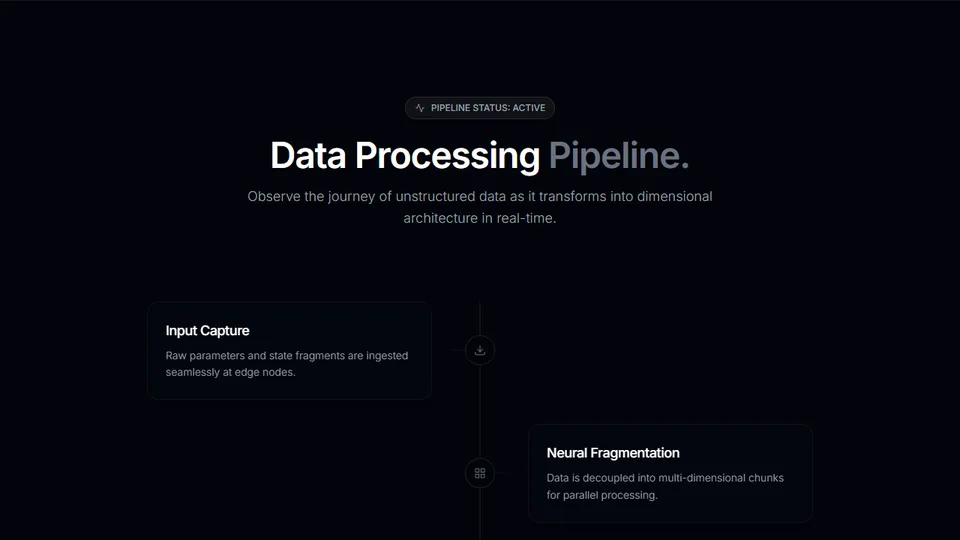 PIPELINE STATUS: ACTIVE
Data Processing Pipeline.
Observe the journey of unstructured data as it transforms into dimensional
architecture in real-time.
Input Capture
Raw parameters and state fragments are ingested
seamlessly at edge nodes.
Neural Fragmentation
Data is decoupled into multi-dimensional chunks
for parallel processing.